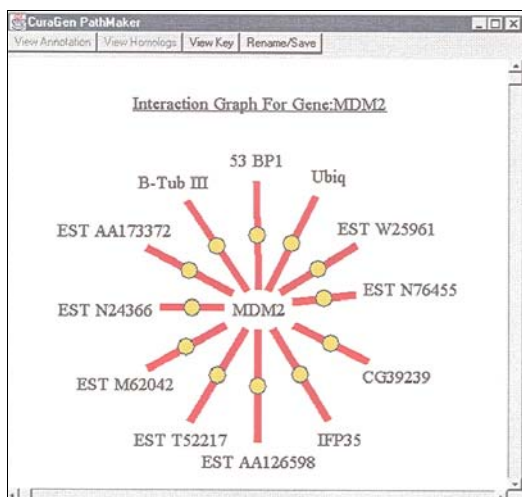 CuraGen PathMaker
View Annotation View Homologs View Key Rename/Save
Interaction Graph For Gene:MDM2
53 BP1
B-Tub III
Ubiq
EST AA173372
EST W25961
EST N76455
EST N24366
MDM2
EST M62042
CG39239
EST T52217
IFP35
EST AA126598